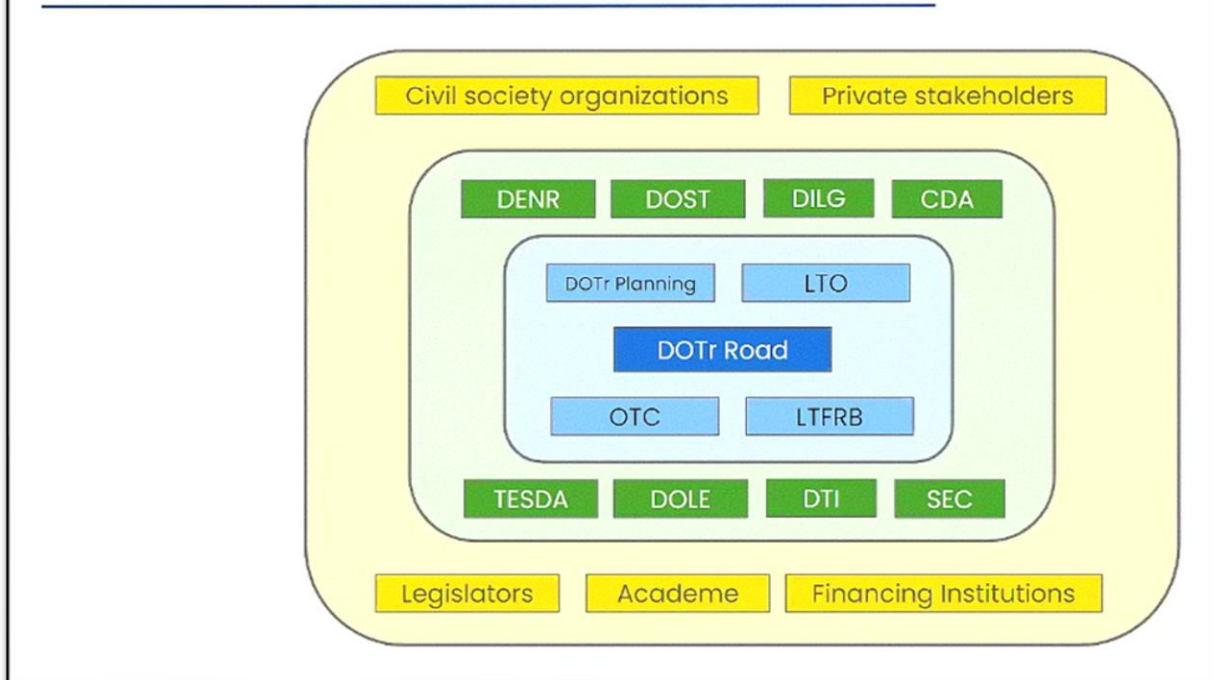 Civil society organizations Private stakeholders
DENR DOST DILG CDA
DOTr Planning LTO
DOTr Road
OTC LTFRB
TESDA DOLE DTI SEC
Legislators Academe Financing Institutions